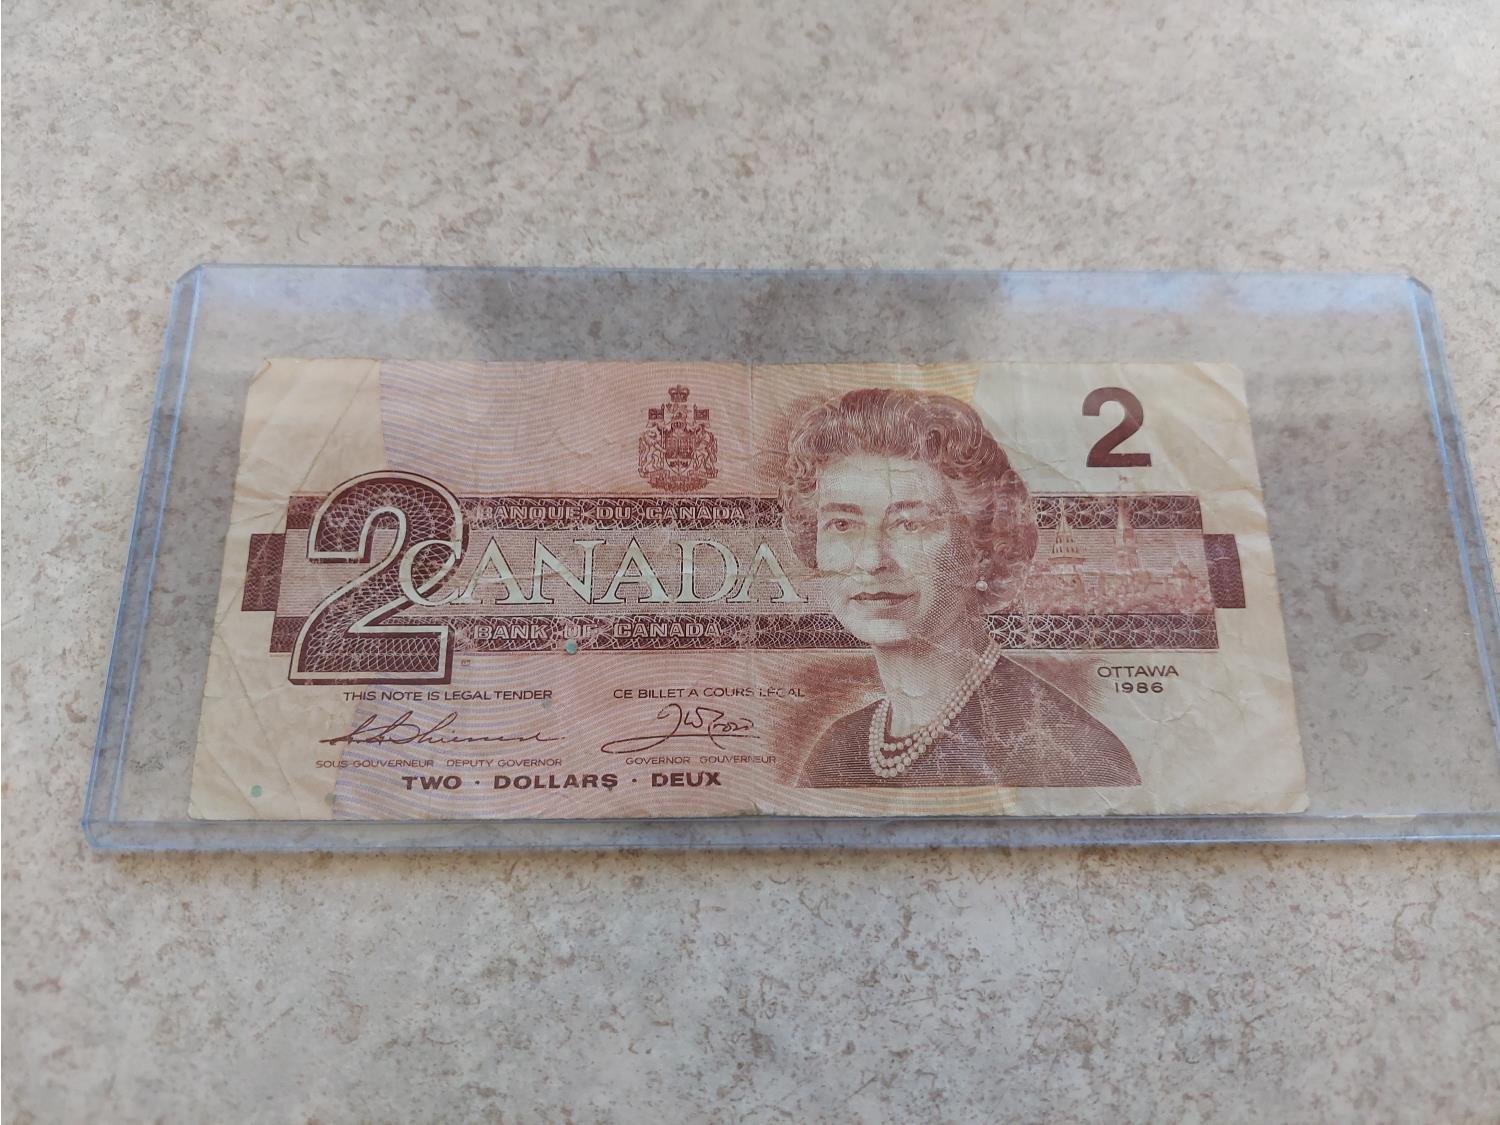 2
2
BANQUE DU CANADA
CANADA
BANK OF CANADA
OTTAWA
1986
THIS NOTE IS LEGAL TENDER
CE BILLET A COURS LÉGAL
SOUS-GOUVERNEUR DEPUTY GOVERNOR
GOVERNOR GOUVERNEUR
TWO · DOLLARS · DEUX